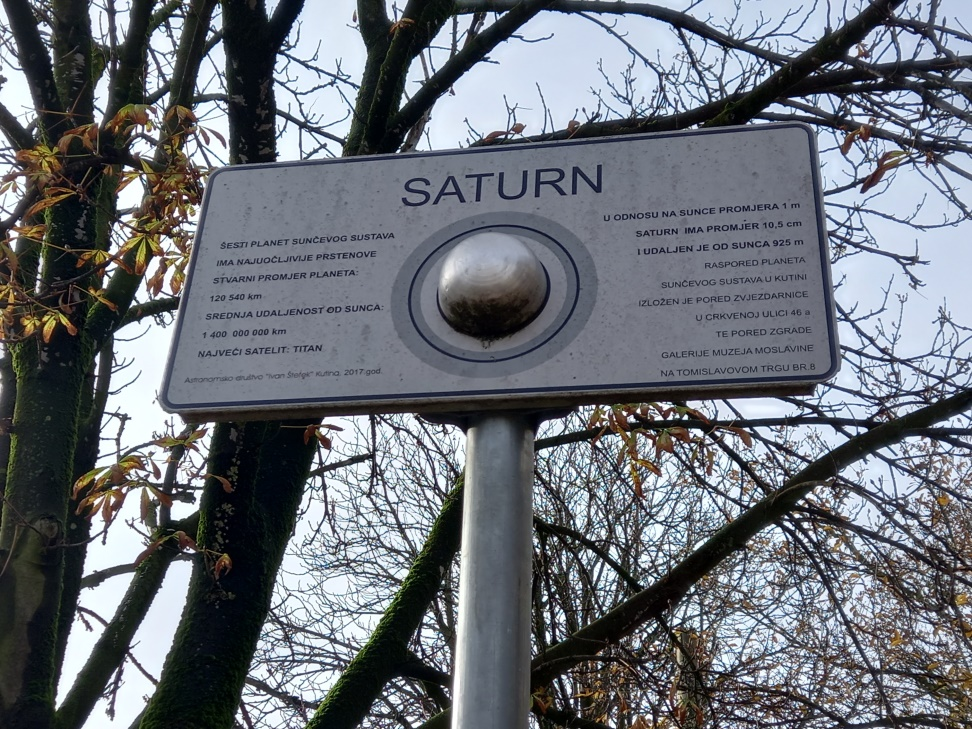 SATURN
ŠESTI PLANET SUNČEVOG SUSTAVA
IMA NAJUOČLJIVIJE PRSTENOVE
STVARNI PROMJER PLANETA:
120 540 km
SREDNJA UDALJENOST OD SUNCA:
1 400 000 000 km
NAJVEĆI SATELIT: TITAN
Astronomsko društvo "Ivan Štefek" Kutina, 2017.god.
U ODNOSU NA SUNCE PROMJERA 1 m
SATURN IMA PROMJER 10,5 cm
I UDALJEN JE OD SUNCA 925 m
RASPORED PLANETA
SUNČEVOG SUSTAVA U KUTINI
IZLOŽEN JE PORED ZVJEZDARNICE
U CRKVENOJ ULICI 46 a
TE PORED ZGRADE
GALERIJE MUZEJA MOSLAVINE
NA TOMISLAVOVOM TRGU BR.8